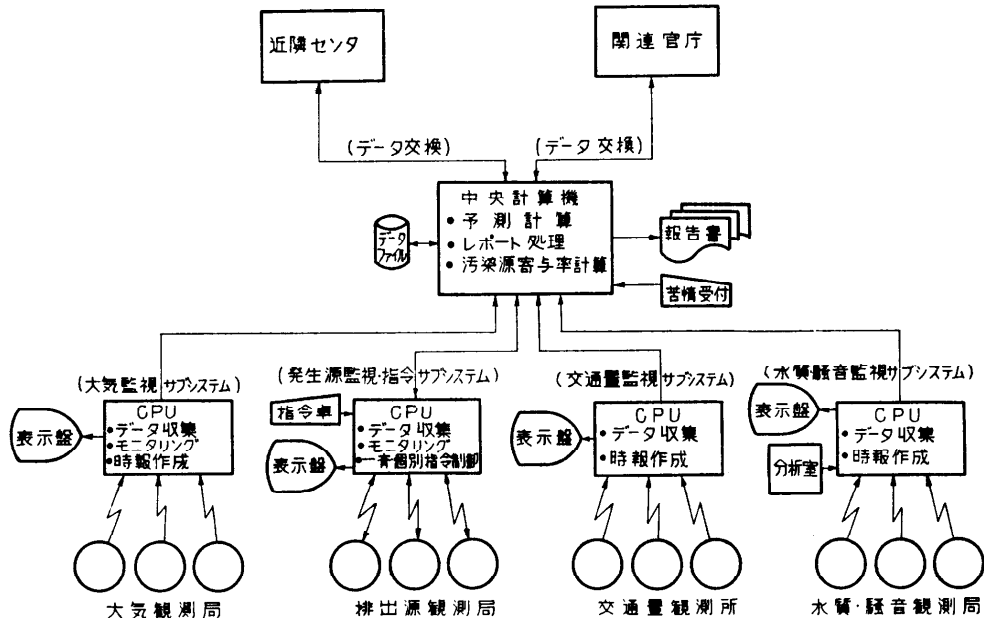 近隣センタ
関連官庁
(データ交換)
(データ交換)
中央計算機
• 予測計算
• レポート処理
• 汚染源寄与率計算
データ
ファイル
報告書
苦情受付
(大気監視サブシステム)
表示盤
CPU
•データ収集
•モニタリング
•時報作成
大気観測局
(発生源監視・指令サブシステム)
指令卓
表示盤
CPU
•データ収集
•モニタリング
•一斉個別指令制御
排出源観測局
(交通量監視サブシステム)
表示盤
CPU
•データ収集
•時報作成
交通量観測所
(水質・騒音監視サブシステム)
表示盤
分析室
CPU
•データ収集
•時報作成
水質・騒音観測局